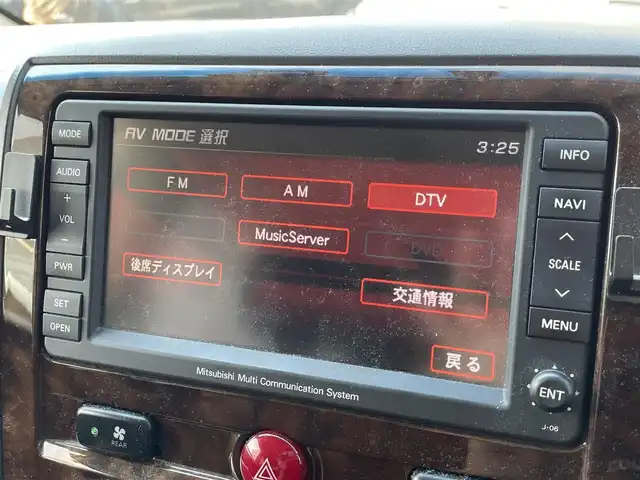 MODE
AUDIO
+
VOL
-
PWR
SET
OPEN
AV MODE 選択
3:25
FM
AM
DTV
MusicServer
DVD
後席ディスプレイ
交通情報
戻る
Mitsubishi Multi Communication System
INFO
NAVI
SCALE
MENU
ENT
J-06
REAR